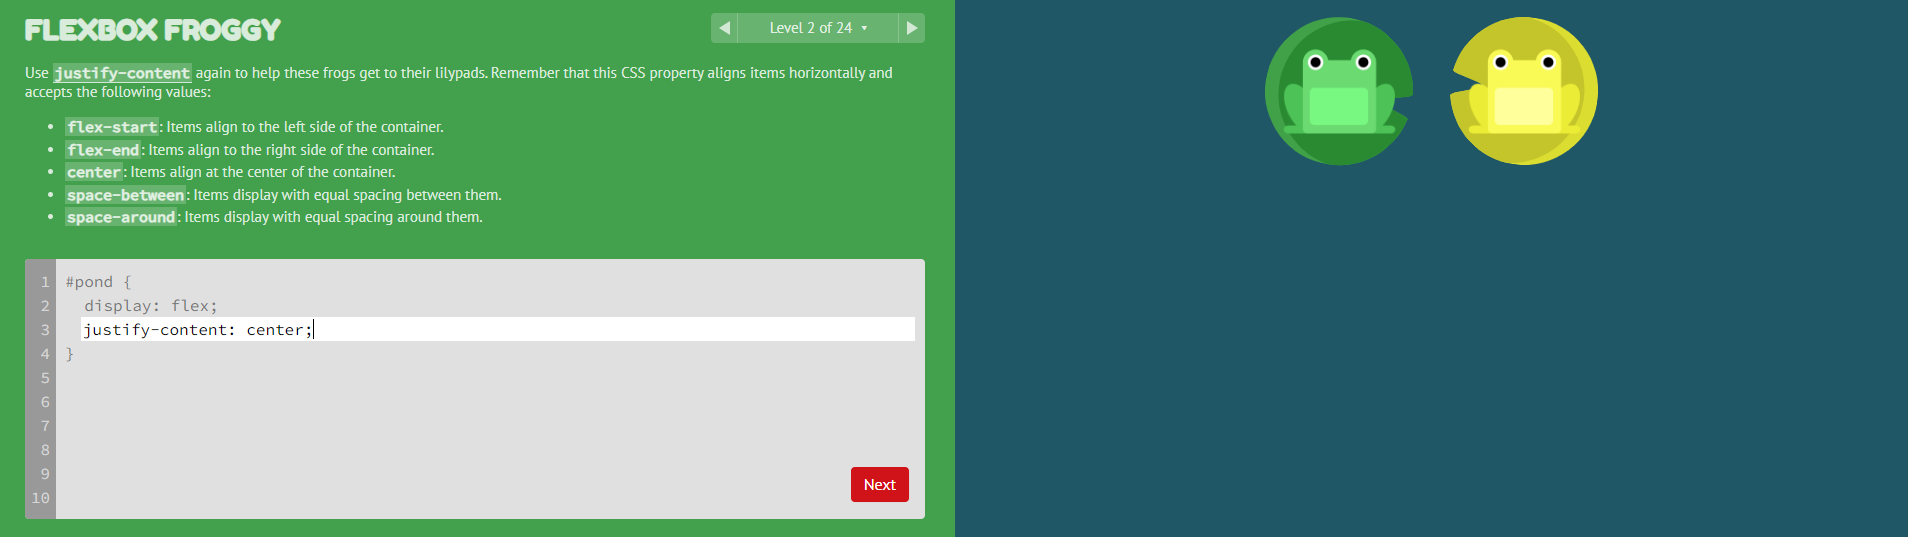 FLEXBOX FROGGY
Level 2 of 24
Use justify-content again to help these frogs get to their lilypads. Remember that this CSS property aligns items horizontally and
accepts the following values:
• flex-start: Items align to the left side of the container.
• flex-end: Items align to the right side of the container.
• center: Items align at the center of the container.
• space-between: Items display with equal spacing between them.
• space-around: Items display with equal spacing around them.
1 #pond {
2 display: flex;
3 justify-content: center;
4 }
5
6
7
8
9
10
Next